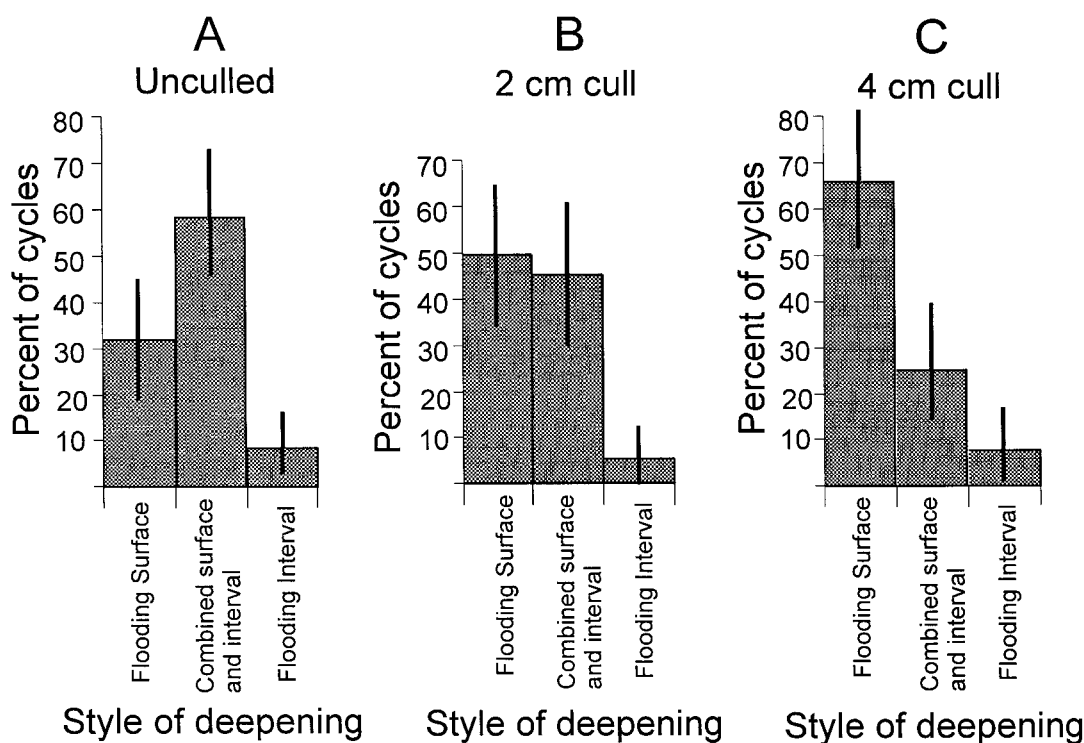 A
Unculled
80
70
60
50
40
30
20
10
Percent of cycles
Flooding Surface
Combined surface
and interval
Flooding Interval
Style of deepening
B
2 cm cull
70
60
50
40
30
20
10
Percent of cycles
Flooding Surface
Combined surface
and interval
Flooding Interval
Style of deepening
C
4 cm cull
80
70
60
50
40
30
20
10
Percent of cycles
Flooding Surface
Combined surface
and interval
Flooding Interval
Style of deepening